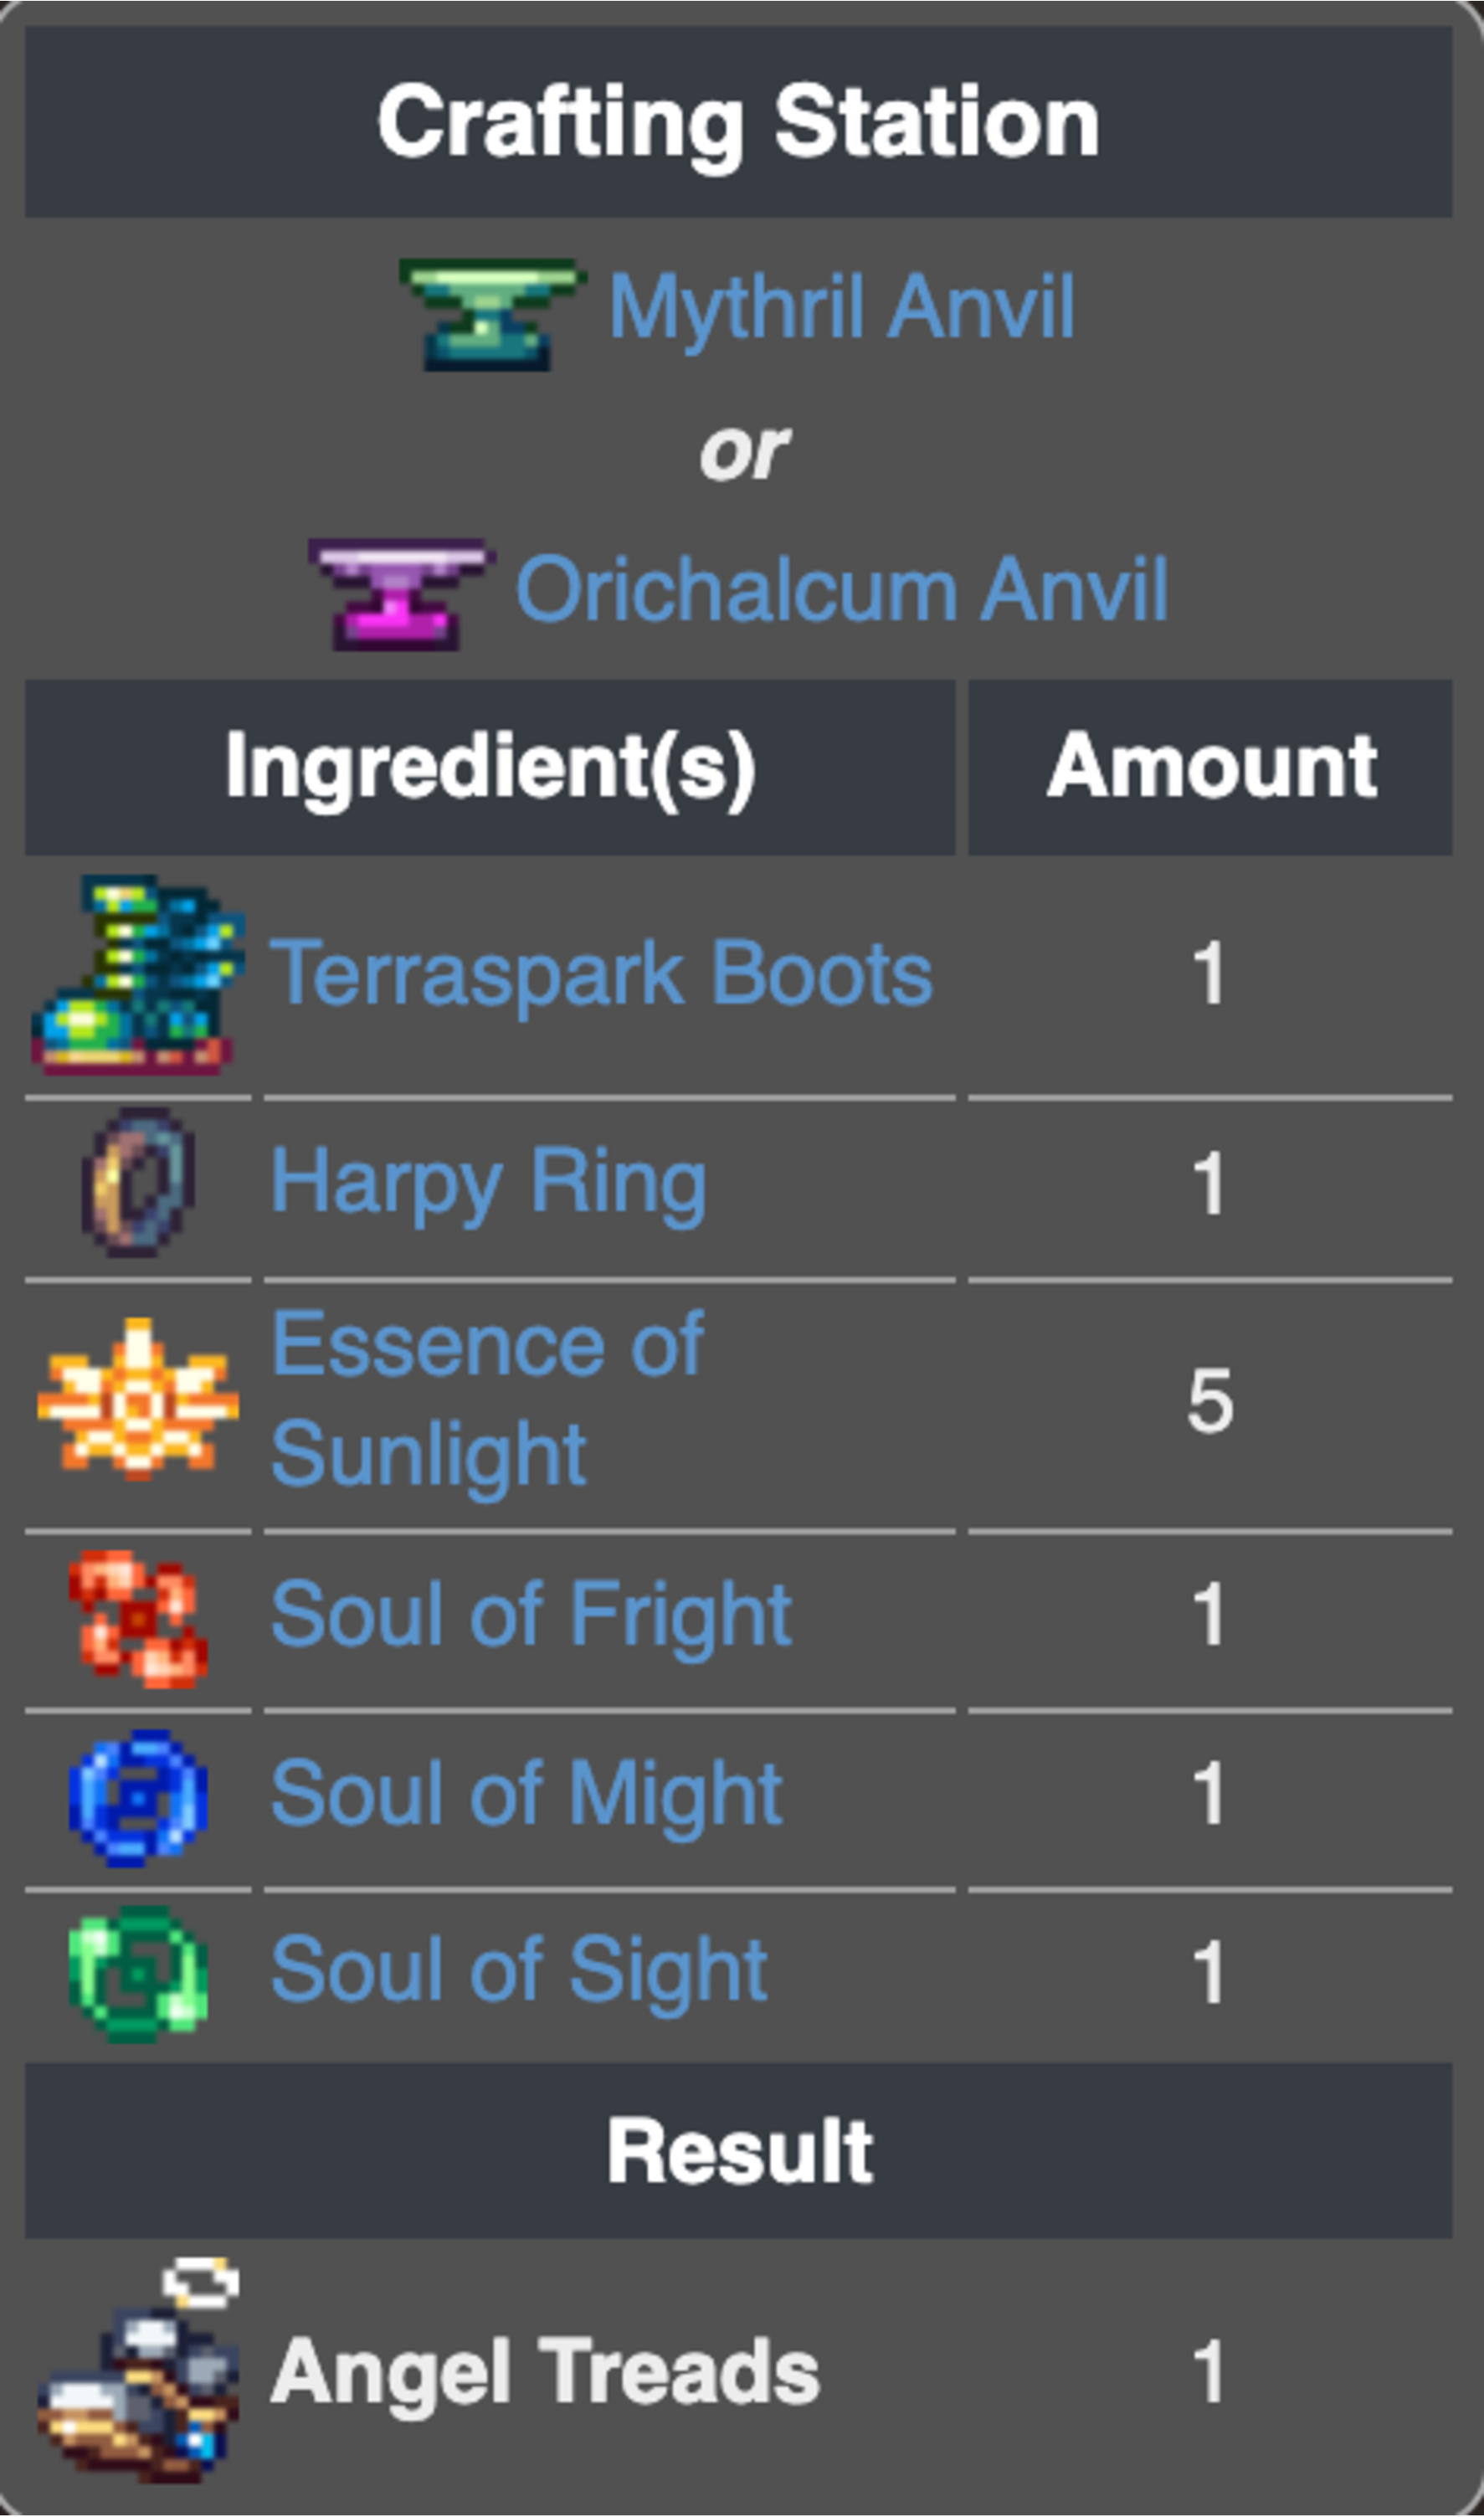 Crafting Station
Mythril Anvil
or
Orichalcum Anvil
Ingredient(s) Amount
Terraspark Boots 1
Harpy Ring 1
Essence of
Sunlight 5
Soul of Fright 1
Soul of Might 1
Soul of Sight 1
Result
Angel Treads 1